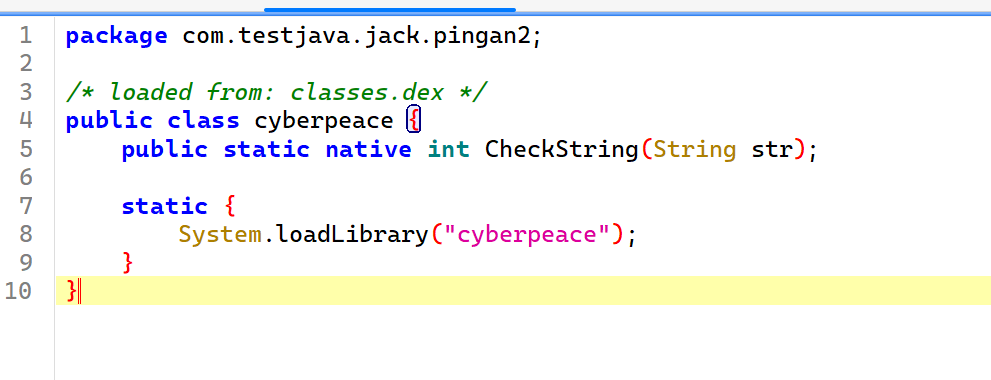 1 package com.testjava.jack.pingan2;
2
3 /* loaded from: classes.dex */
4 public class cyberpeace {
5     public static native int CheckString(String str);
6
7     static {
8         System.loadLibrary("cyberpeace");
9     }
10 }